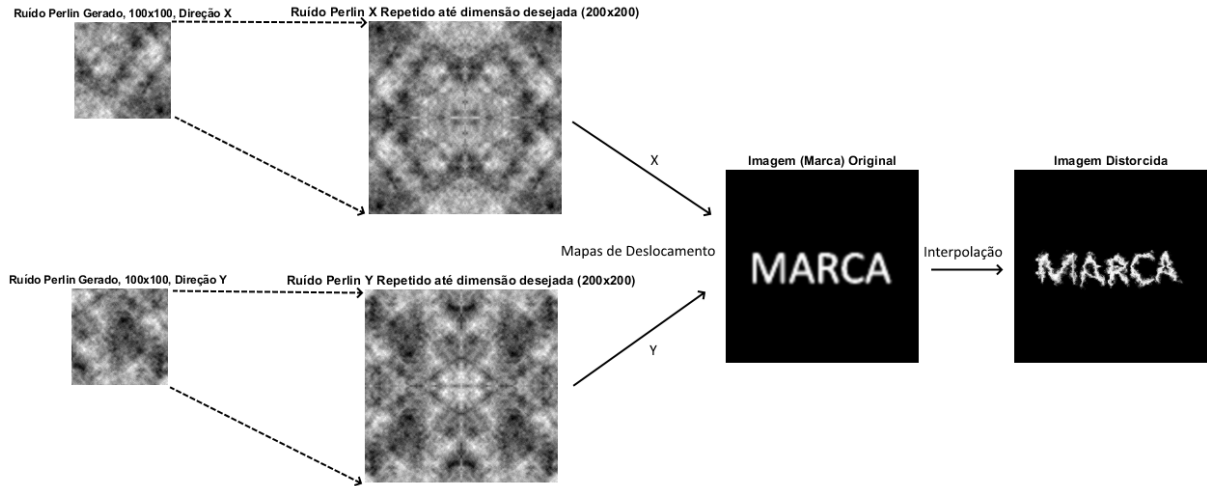 Ruído Perlin Gerado, 100x100, Direção X
Ruído Perlin X Repetido até dimensão desejada (200x200)
X
Imagem (Marca) Original
Imagem Distorcida
Mapas de Deslocamento
MARCA
Interpolação
MARCA
Ruído Perlin Gerado, 100x100, Direção Y
Ruído Perlin Y Repetido até dimensão desejada (200x200)
Y